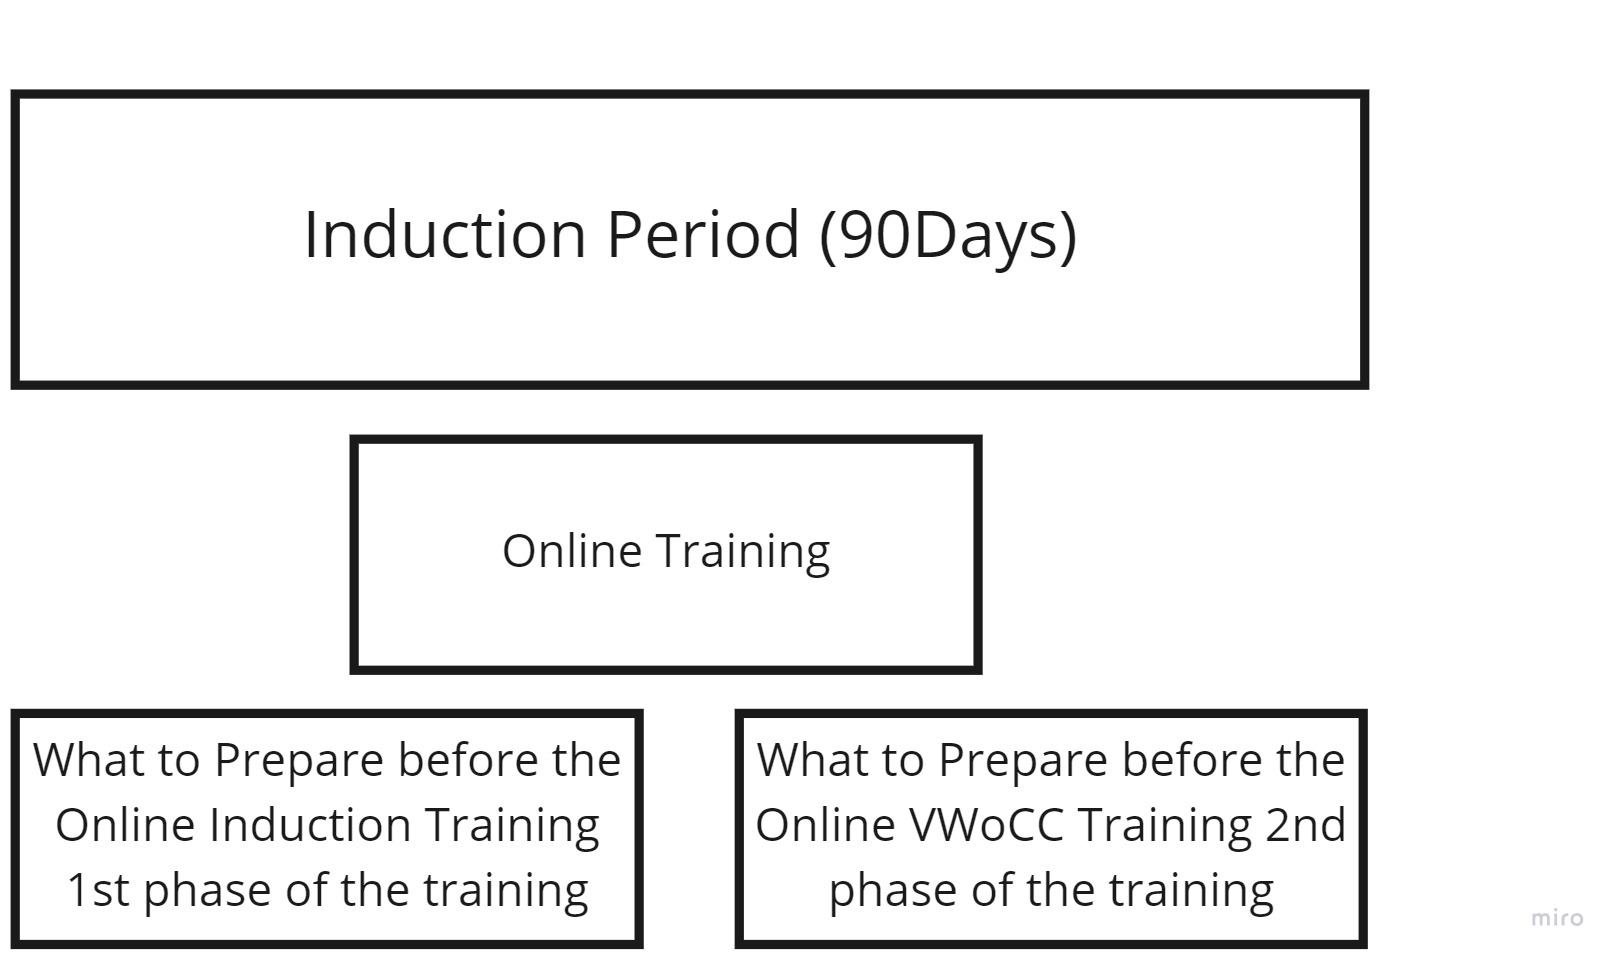 Induction Period (90Days)
Online Training
What to Prepare before the
Online Induction Training
1st phase of the training
What to Prepare before the
Online VWoCC Training 2nd
phase of the training
miro